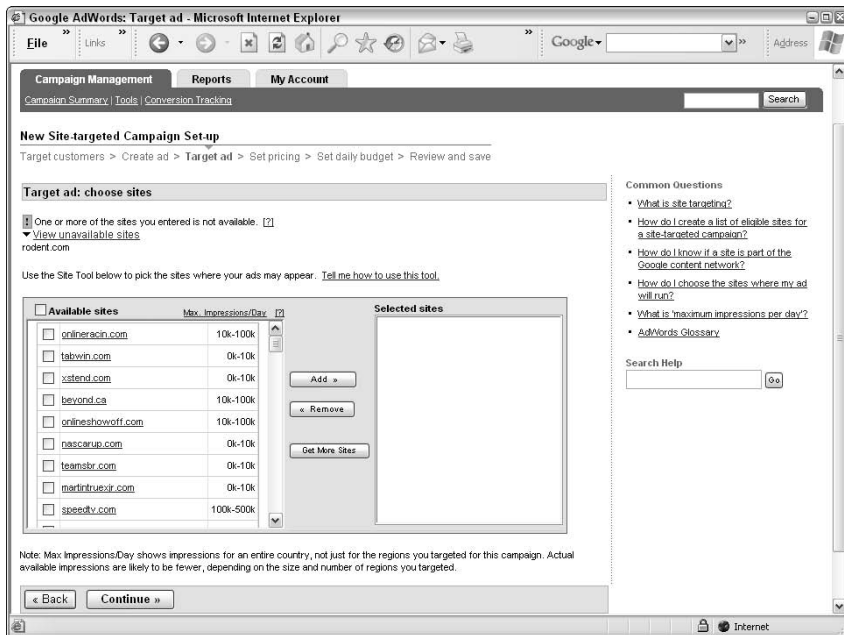 Google AdWords: Target ad - Microsoft Internet Explorer
File » Links » » Google » Address
Campaign Management Reports My Account
Campaign Summary | Tools | Conversion Tracking Search
New Site-targeted Campaign Set-up
Target customers > Create ad > Target ad > Set pricing > Set daily budget > Review and save
Target ad: choose sites
! One or more of the sites you entered is not available. [?]
View unavailable sites
rodent.com
Use the Site Tool below to pick the sites where your ads may appear. Tell me how to use this tool.
Available sites Max. Impressions/Day [?]
onlineracin.com 10k-100k
tabwin.com 0k-10k
xstend.com 0k-10k
beyond.ca 10k-100k
onlineshowoff.com 10k-100k
nascarup.com 0k-10k
teamsbr.com 0k-10k
martintruexjr.com 0k-10k
speedtv.com 100k-500k
Add »
« Remove
Get More Sites
Selected sites
Note: Max Impressions/Day shows impressions for an entire country, not just for the regions you targeted for this campaign. Actual
available impressions are likely to be fewer, depending on the size and number of regions you targeted.
« Back Continue »
Common Questions
What is site targeting?
How do I create a list of eligible sites for
a site-targeted campaign?
How do I know if a site is part of the
Google content network?
How do I choose the sites where my ad
will run?
What is 'maximum impressions per day'?
AdWords Glossary
Search Help
Go
Internet